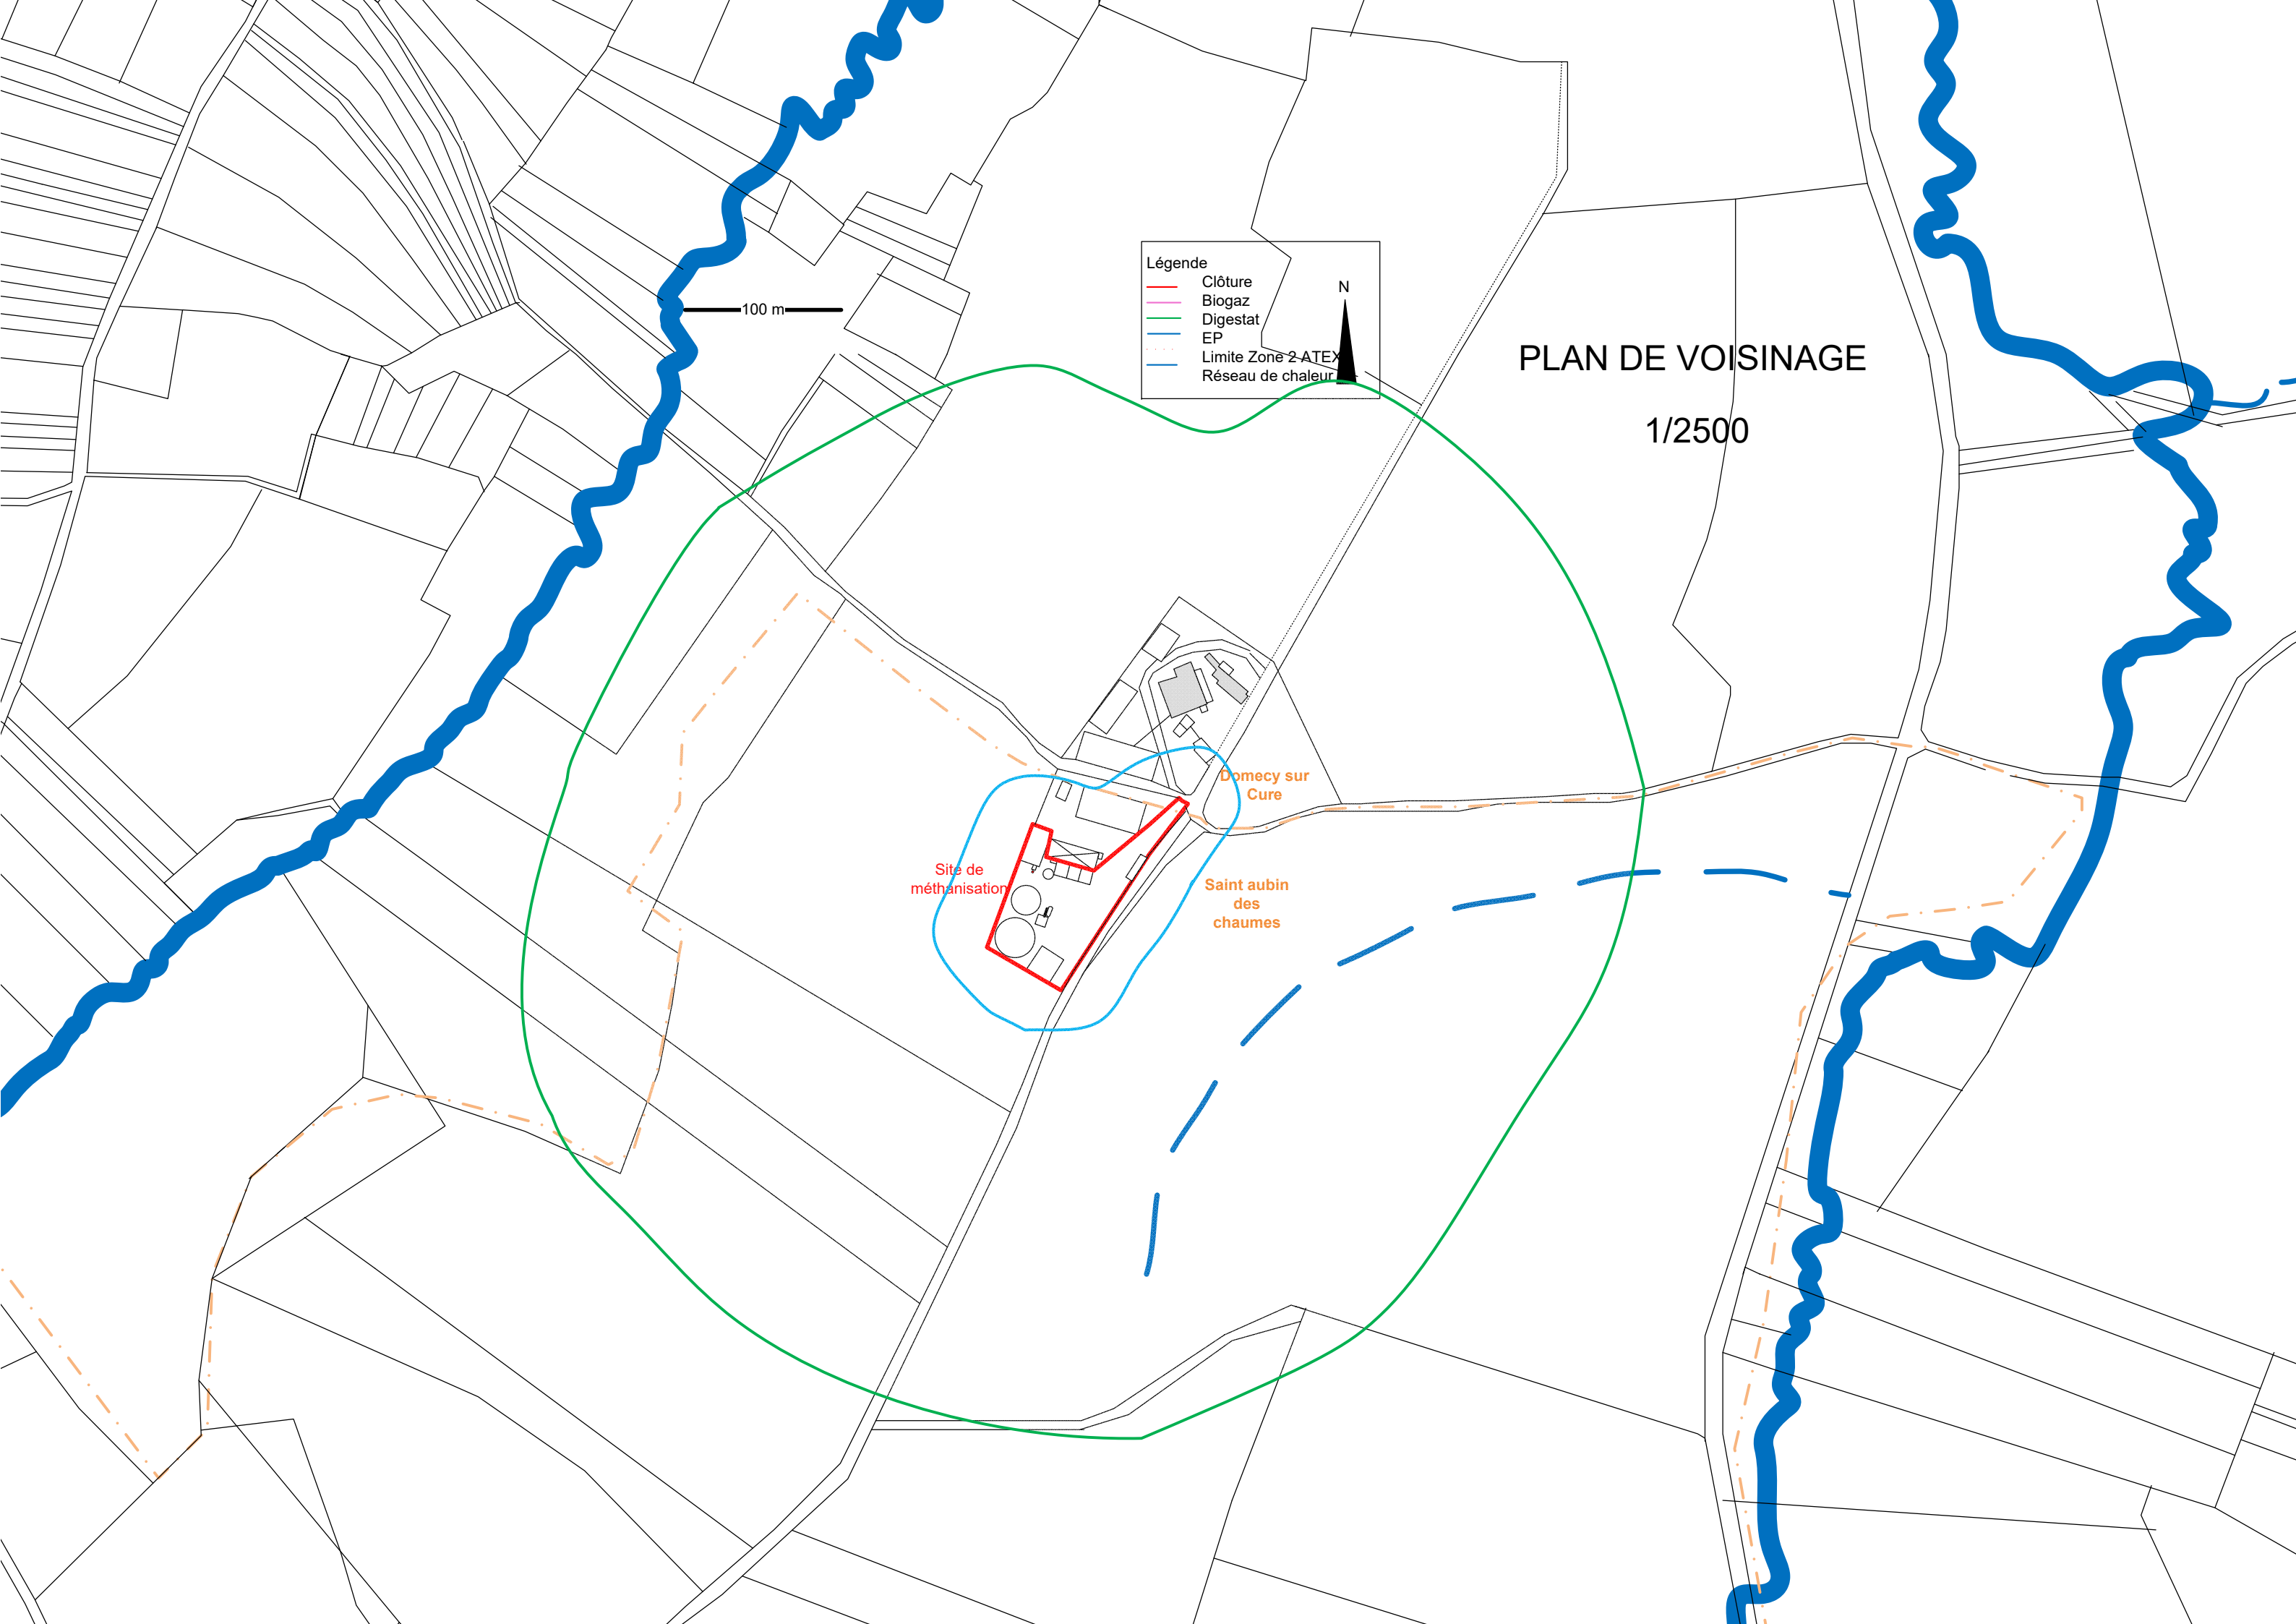 100 m
Légende
Clôture
Biogaz
Digestat
EP
Limite Zone 2 ATEX
Réseau de chaleur
N
PLAN DE VOISINAGE
1/2500
Domecy sur
Cure
Site de
méthanisation
Saint aubin
des
chaumes